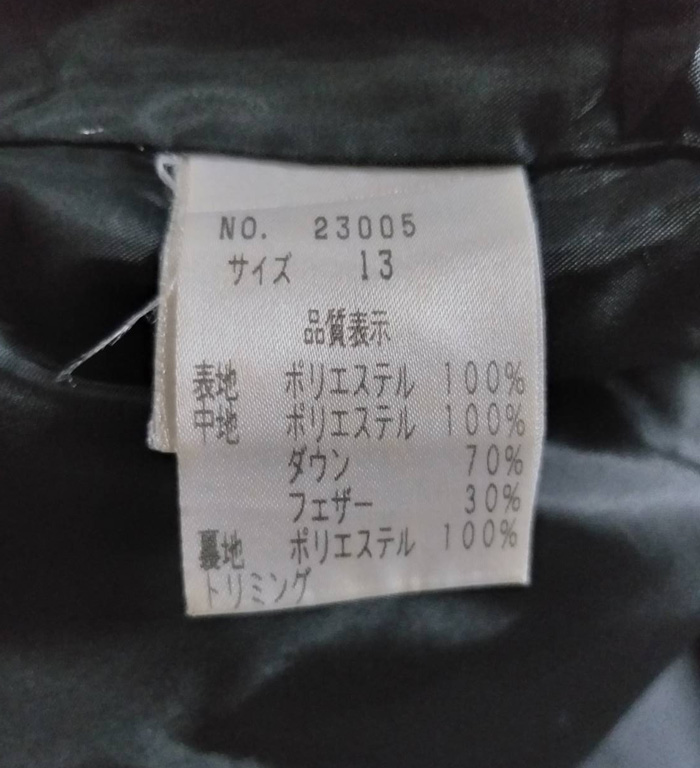 NO. 23005
サイズ 13
品質表示
表地 ポリエステル 100%
中地 ポリエステル 100%
ダウン 70%
フェザー 30%
裏地 ポリエステル 100%
トリミング